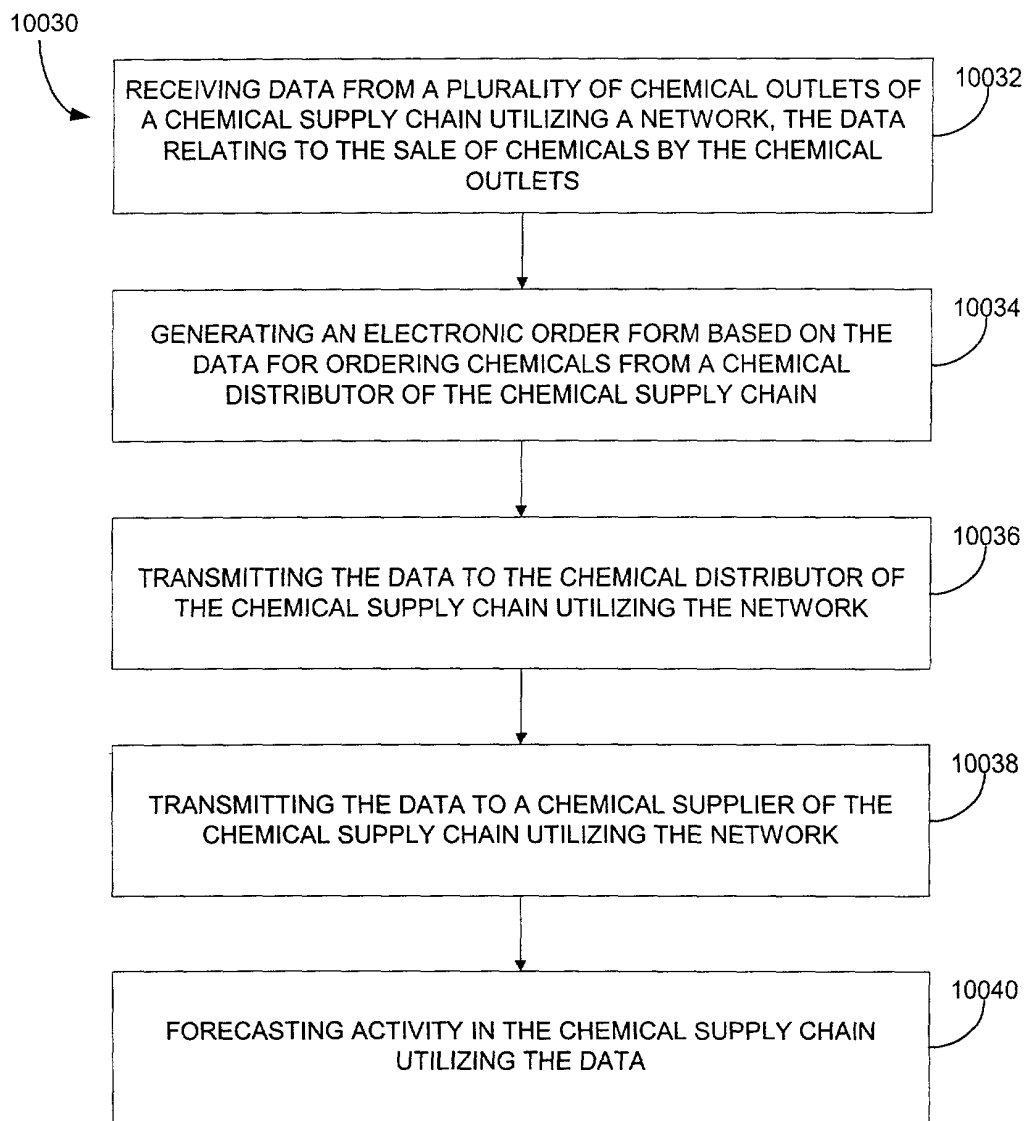 10030
RECEIVING DATA FROM A PLURALITY OF CHEMICAL OUTLETS OF
A CHEMICAL SUPPLY CHAIN UTILIZING A NETWORK, THE DATA
RELATING TO THE SALE OF CHEMICALS BY THE CHEMICAL
OUTLETS
10032
GENERATING AN ELECTRONIC ORDER FORM BASED ON THE
DATA FOR ORDERING CHEMICALS FROM A CHEMICAL
DISTRIBUTOR OF THE CHEMICAL SUPPLY CHAIN
10034
TRANSMITTING THE DATA TO THE CHEMICAL DISTRIBUTOR OF
THE CHEMICAL SUPPLY CHAIN UTILIZING THE NETWORK
10036
TRANSMITTING THE DATA TO A CHEMICAL SUPPLIER OF THE
CHEMICAL SUPPLY CHAIN UTILIZING THE NETWORK
10038
FORECASTING ACTIVITY IN THE CHEMICAL SUPPLY CHAIN
UTILIZING THE DATA
10040